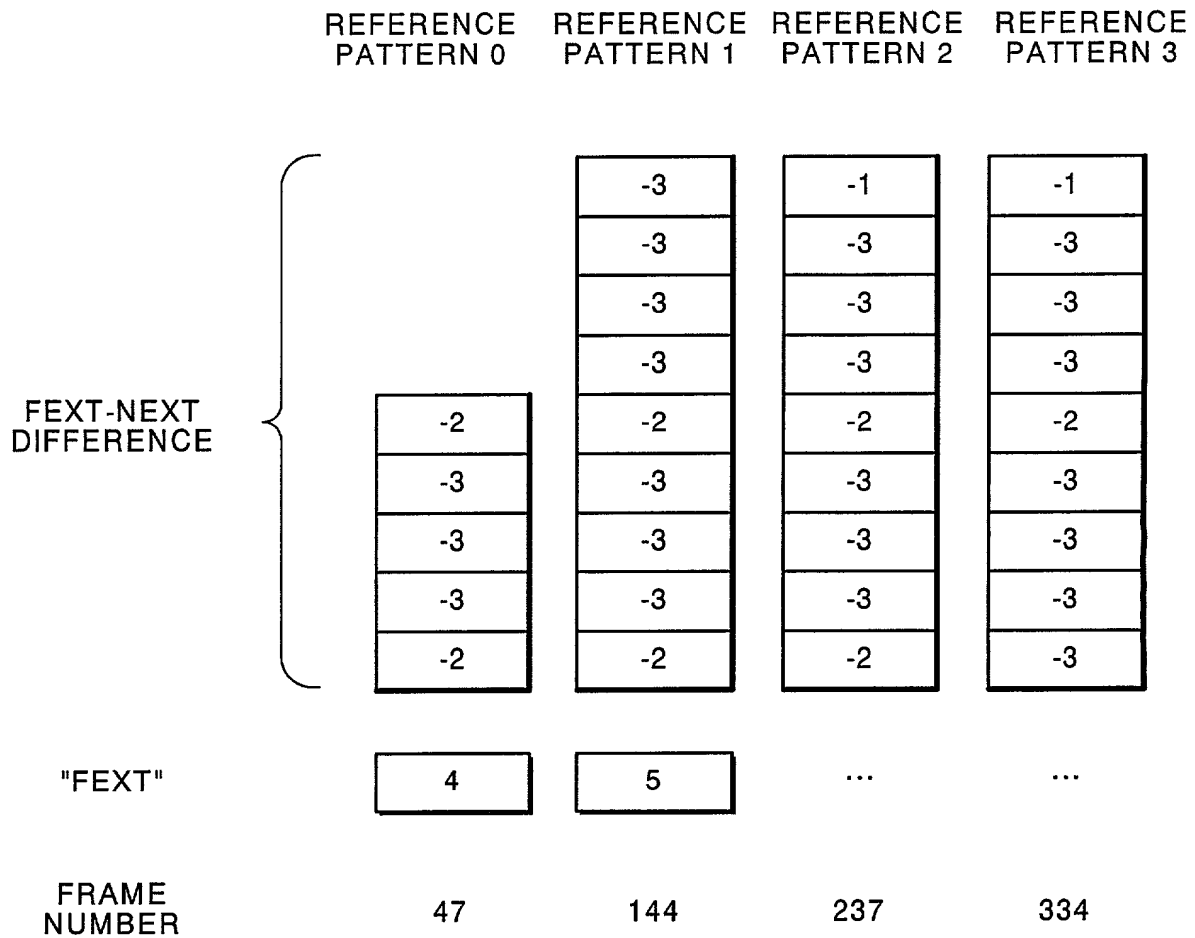 REFERENCE PATTERN 0 REFERENCE PATTERN 1 REFERENCE PATTERN 2 REFERENCE PATTERN 3
-3 -1 -1
-3 -3 -3
-3 -3 -3
-3 -3 -3
FEXT-NEXT DIFFERENCE
-2 -2 -2 -2
-3 -3 -3 -3
-3 -3 -3 -3
-3 -3 -3 -3
-2 -2 -2 -3
"FEXT" 4 5 ... ...
FRAME NUMBER 47 144 237 334